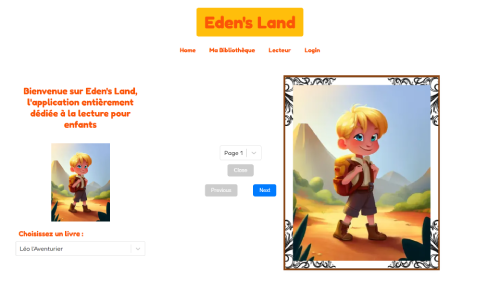 Eden's Land
Home Ma Bibliothèque Lecteur Login
Bienvenue sur Eden's Land,
l'application entièrement
dédiée à la lecture pour
enfants
Choisissez un livre :
Léo l'Aventurier
Page 1
Close
Previous Next